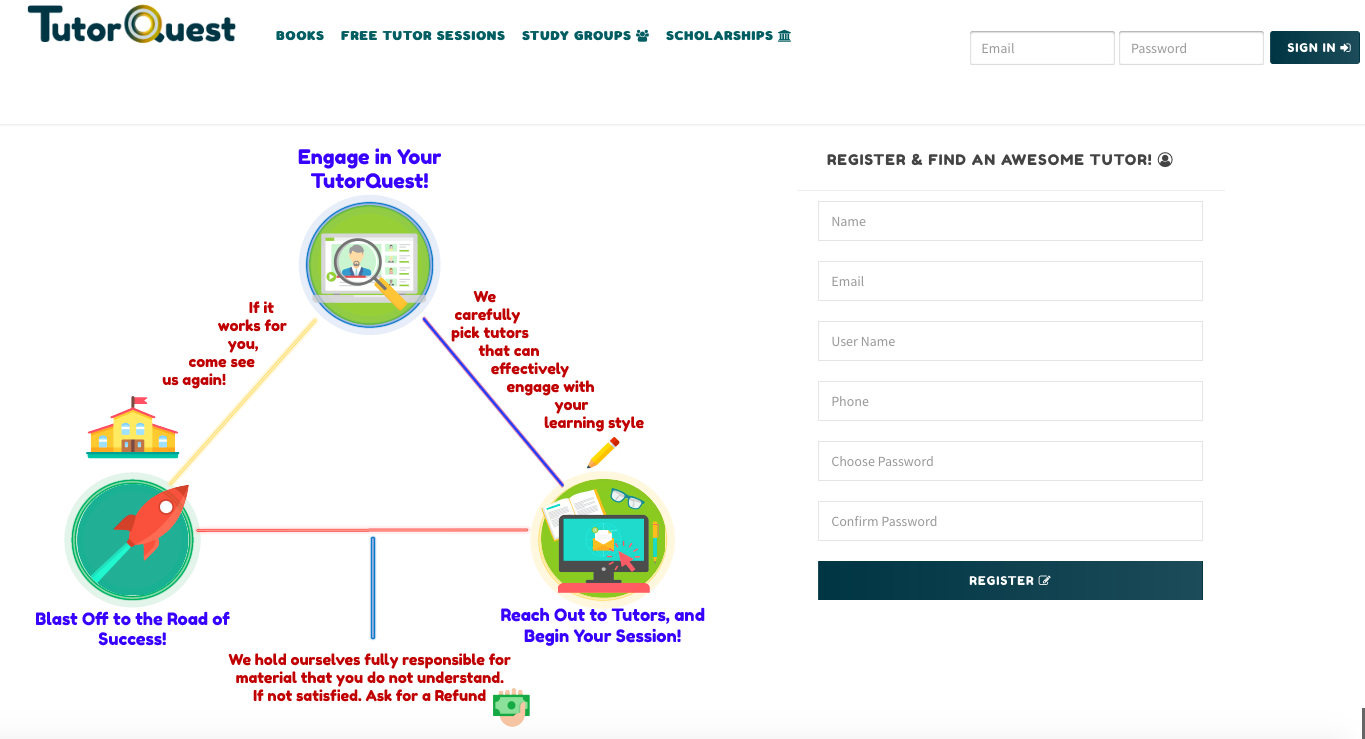 TutorQuest
BOOKS FREE TUTOR SESSIONS STUDY GROUPS SCHOLARSHIPS
Email Password SIGN IN
Engage in Your
TutorQuest!
If it
works for
you,
come see
us again!
We
carefully
pick tutors
that can
effectively
engage with
your
learning style
Blast Off to the Road of
Success!
Reach Out to Tutors, and
Begin Your Session!
We hold ourselves fully responsible for
material that you do not understand.
If not satisfied. Ask for a Refund
REGISTER & FIND AN AWESOME TUTOR!
Name
Email
User Name
Phone
Choose Password
Confirm Password
REGISTER